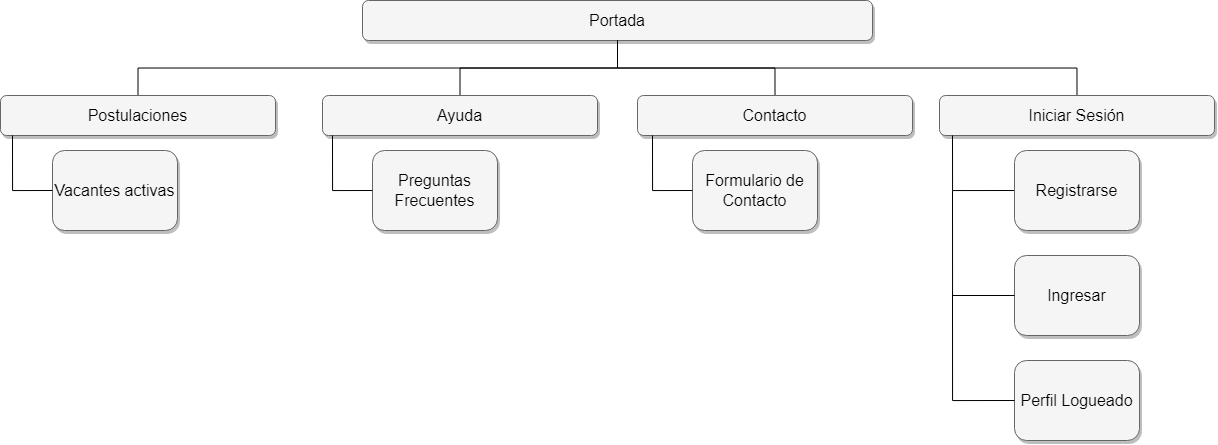 Portada
Postulaciones
Ayuda
Contacto
Iniciar Sesión
Vacantes activas
Preguntas
Frecuentes
Formulario de
Contacto
Registrarse
Ingresar
Perfil Logueado